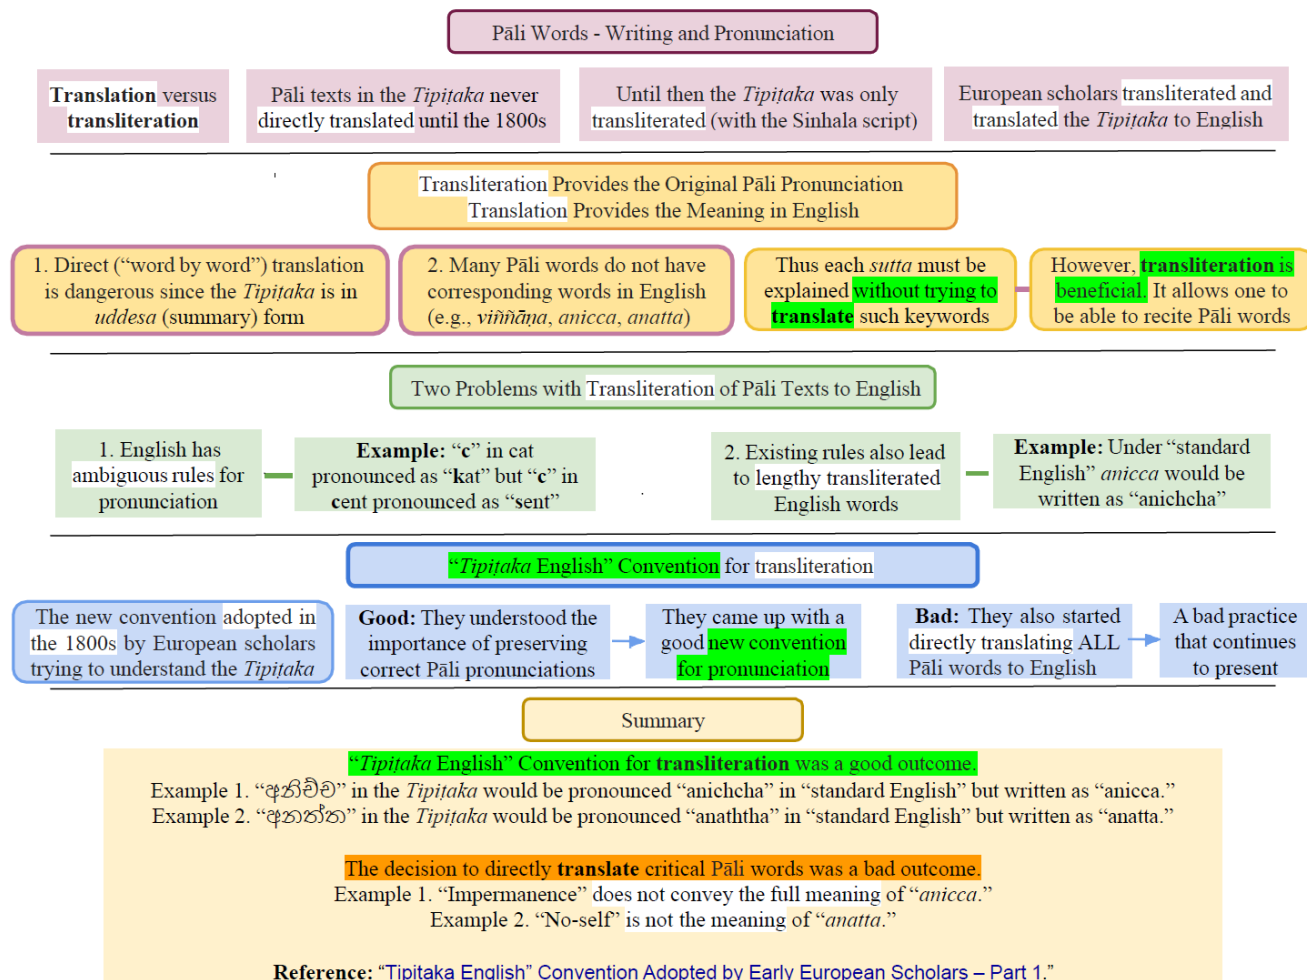 Pāli Words - Writing and Pronunciation
Translation versus
transliteration
Pāli texts in the Tipiṭaka never
directly translated until the 1800s
Until then the Tipiṭaka was only
transliterated (with the Sinhala script)
European scholars transliterated and
translated the Tipiṭaka to English
Transliteration Provides the Original Pāli Pronunciation
Translation Provides the Meaning in English
1. Direct (“word by word”) translation
is dangerous since the Tipiṭaka is in
uddesa (summary) form
2. Many Pāli words do not have
corresponding words in English
(e.g., viññāṇa, anicca, anatta)
Thus each sutta must be
explained without trying to
translate such keywords
However, transliteration is
beneficial. It allows one to
be able to recite Pāli words
Two Problems with Transliteration of Pāli Texts to English
1. English has
ambiguous rules for
pronunciation
Example: “c” in cat
pronounced as “kat” but “c” in
cent pronounced as “sent”
2. Existing rules also lead
to lengthy transliterated
English words
Example: Under “standard
English” anicca would be
written as “anichcha”
“Tipiṭaka English” Convention for transliteration
The new convention adopted in
the 1800s by European scholars
trying to understand the Tipiṭaka
Good: They understood the
importance of preserving
correct Pāli pronunciations
They came up with a
good new convention
for pronunciation
Bad: They also started
directly translating ALL
Pāli words to English
A bad practice
that continues
to present
Summary
“Tipiṭaka English” Convention for transliteration was a good outcome.
Example 1. “අනිච්ච” in the Tipiṭaka would be pronounced “anichcha” in “standard English” but written as “anicca.”
Example 2. “අනත්ත” in the Tipiṭaka would be pronounced “anaththa” in “standard English” but written as “anatta.”
The decision to directly translate critical Pāli words was a bad outcome.
Example 1. “Impermanence” does not convey the full meaning of “anicca.”
Example 2. “No-self” is not the meaning of “anatta.”
Reference: “Tipitaka English” Convention Adopted by Early European Scholars – Part 1.”